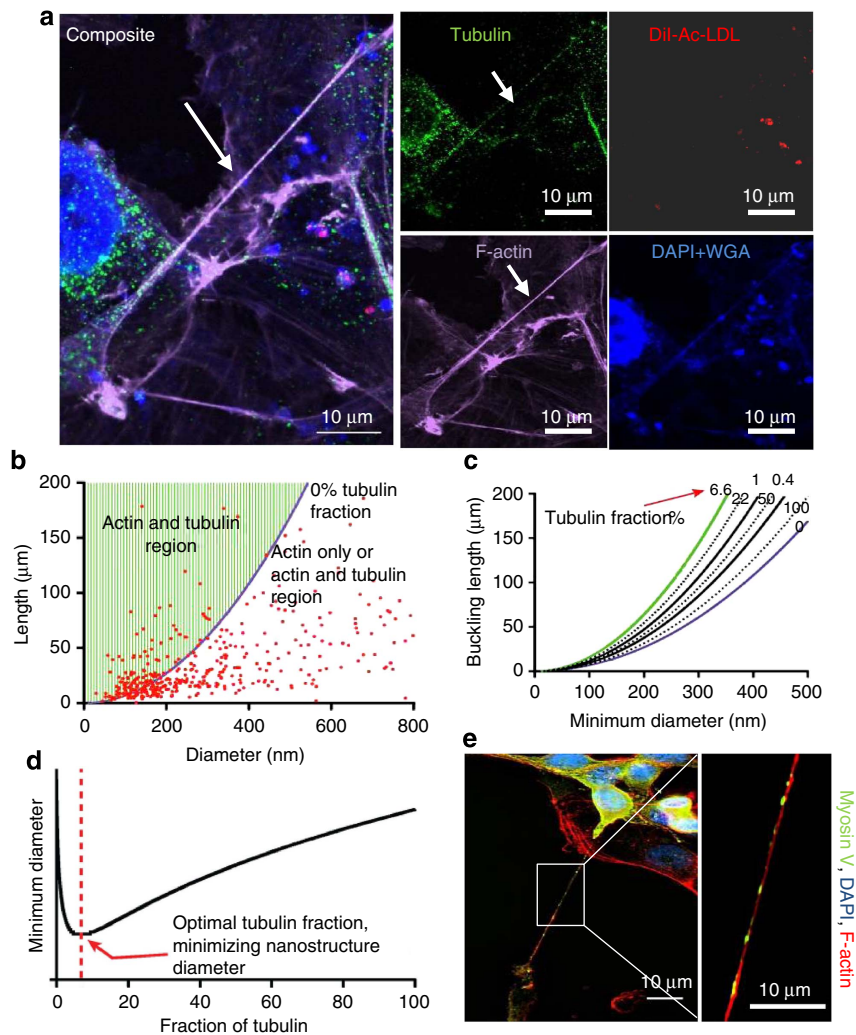 a
Composite
10 µm
Tubulin
10 µm
Dil-Ac-LDL
10 µm
F-actin
10 µm
DAPI+WGA
10 µm
b
Length (µm)
200
150
100
50
0
0 200 400 600 800
Diameter (nm)
Actin and tubulin
region
0% tubulin
fraction
Actin only or
actin and tubulin
region
c
Buckling length (µm)
200
150
100
50
0
0 100 200 300 400 500
Minimum diameter (nm)
Tubulin fraction%
6.6 22 1 50 0.4 100 0
d
Minimum diameter
Optimal tubulin fraction,
minimizing nanostructure
diameter
0 20 40 60 80 100
Fraction of tubulin
e
10 µm
10 µm
Myosin V, DAPI, F-actin